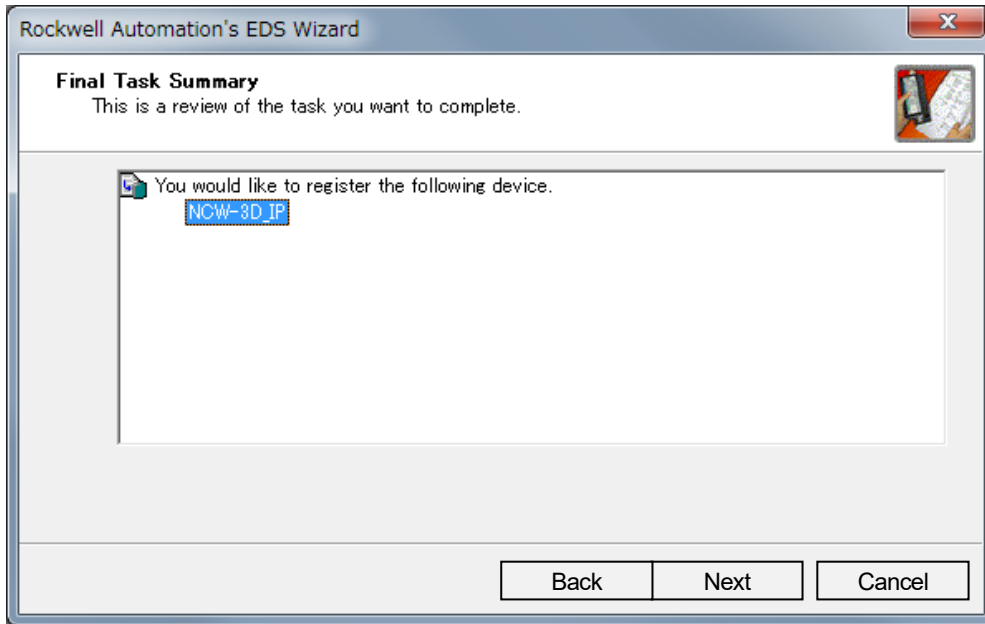 Rockwell Automation's EDS Wizard
Final Task Summary
This is a review of the task you want to complete.
You would like to register the following device.
NCW-3D_IP
Back Next Cancel